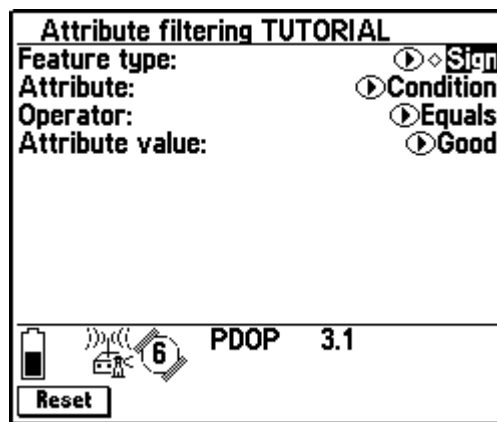 Attribute filtering TUTORIAL
Feature type: Sign
Attribute: Condition
Operator: Equals
Attribute value: Good
6 PDOP 3.1
Reset